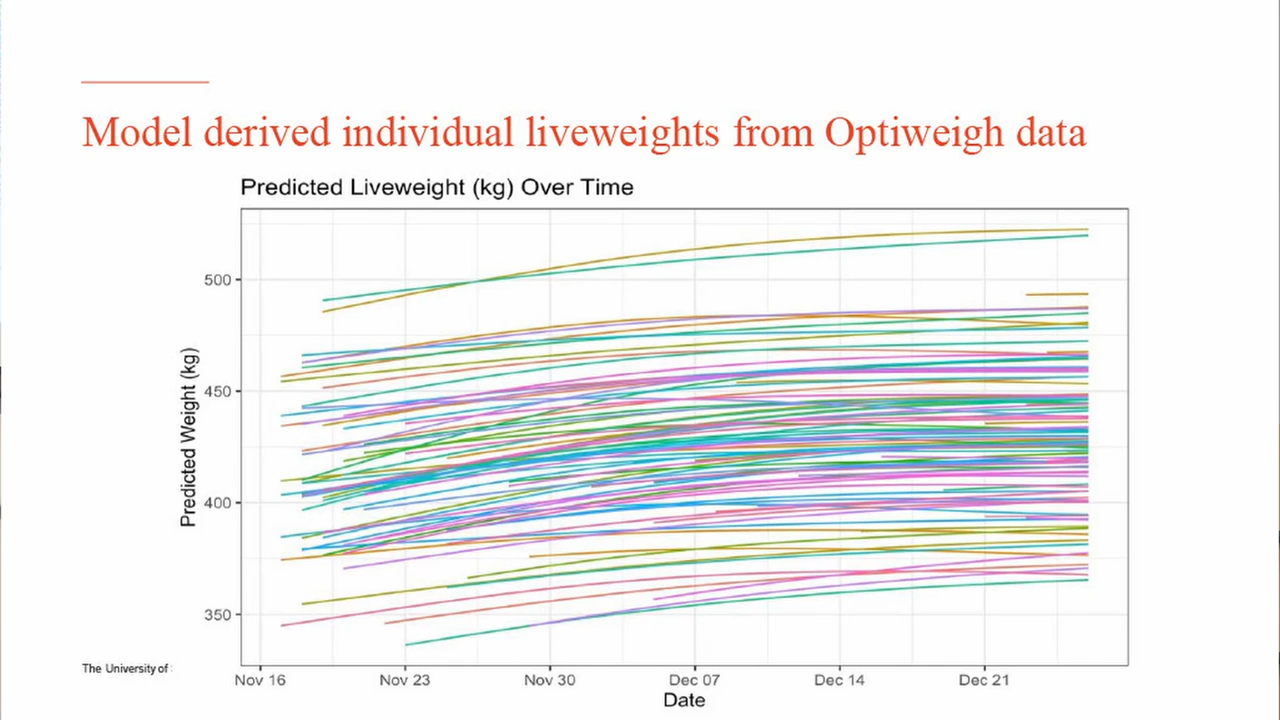 Model derived individual liveweights from Optiweigh data
Predicted Liveweight (kg) Over Time
Predicted Weight (kg)
500
450
400
350
Nov 16 Nov 23 Nov 30 Dec 07 Dec 14 Dec 21
Date
The University of